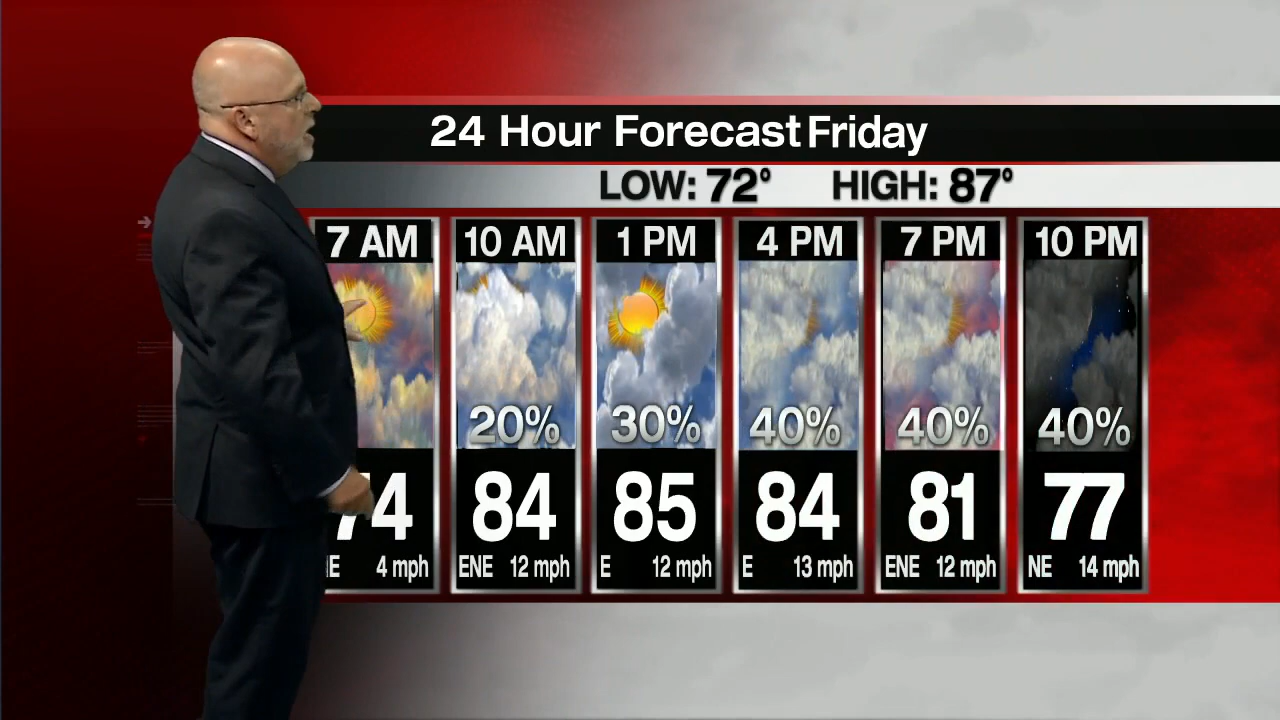 24 Hour Forecast Friday
LOW: 72° HIGH: 87°
7 AM 10 AM 1 PM 4 PM 7 PM 10 PM
20% 30% 40% 40% 40%
74 84 85 84 81 77
4 mph ENE 12 mph E 12 mph E 13 mph ENE 12 mph NE 14 mph